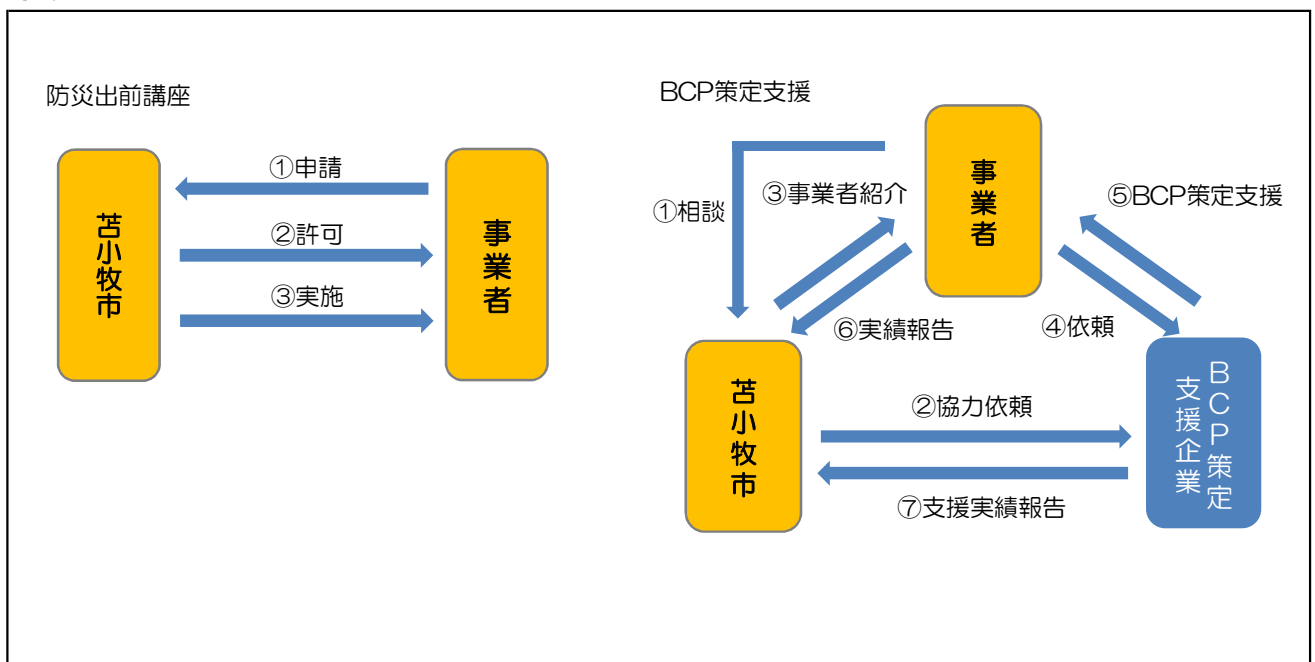 防災出前講座
苫小牧市
①申請
②許可
③実施
事業者
BCP策定支援
事業者
①相談
③事業者紹介
⑤BCP策定支援
⑥実績報告
④依頼
苫小牧市
②協力依頼
⑦支援実績報告
BCP策定
支援企業